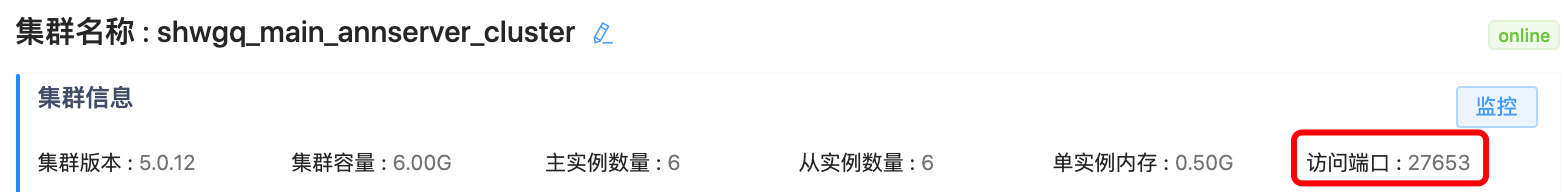 集群名称 : shwgq_main_annserver_cluster online
集群信息
监控
集群版本 : 5.0.12 集群容量 : 6.00G 主实例数量 : 6 从实例数量 : 6 单实例内存 : 0.50G 访问端口 : 27653